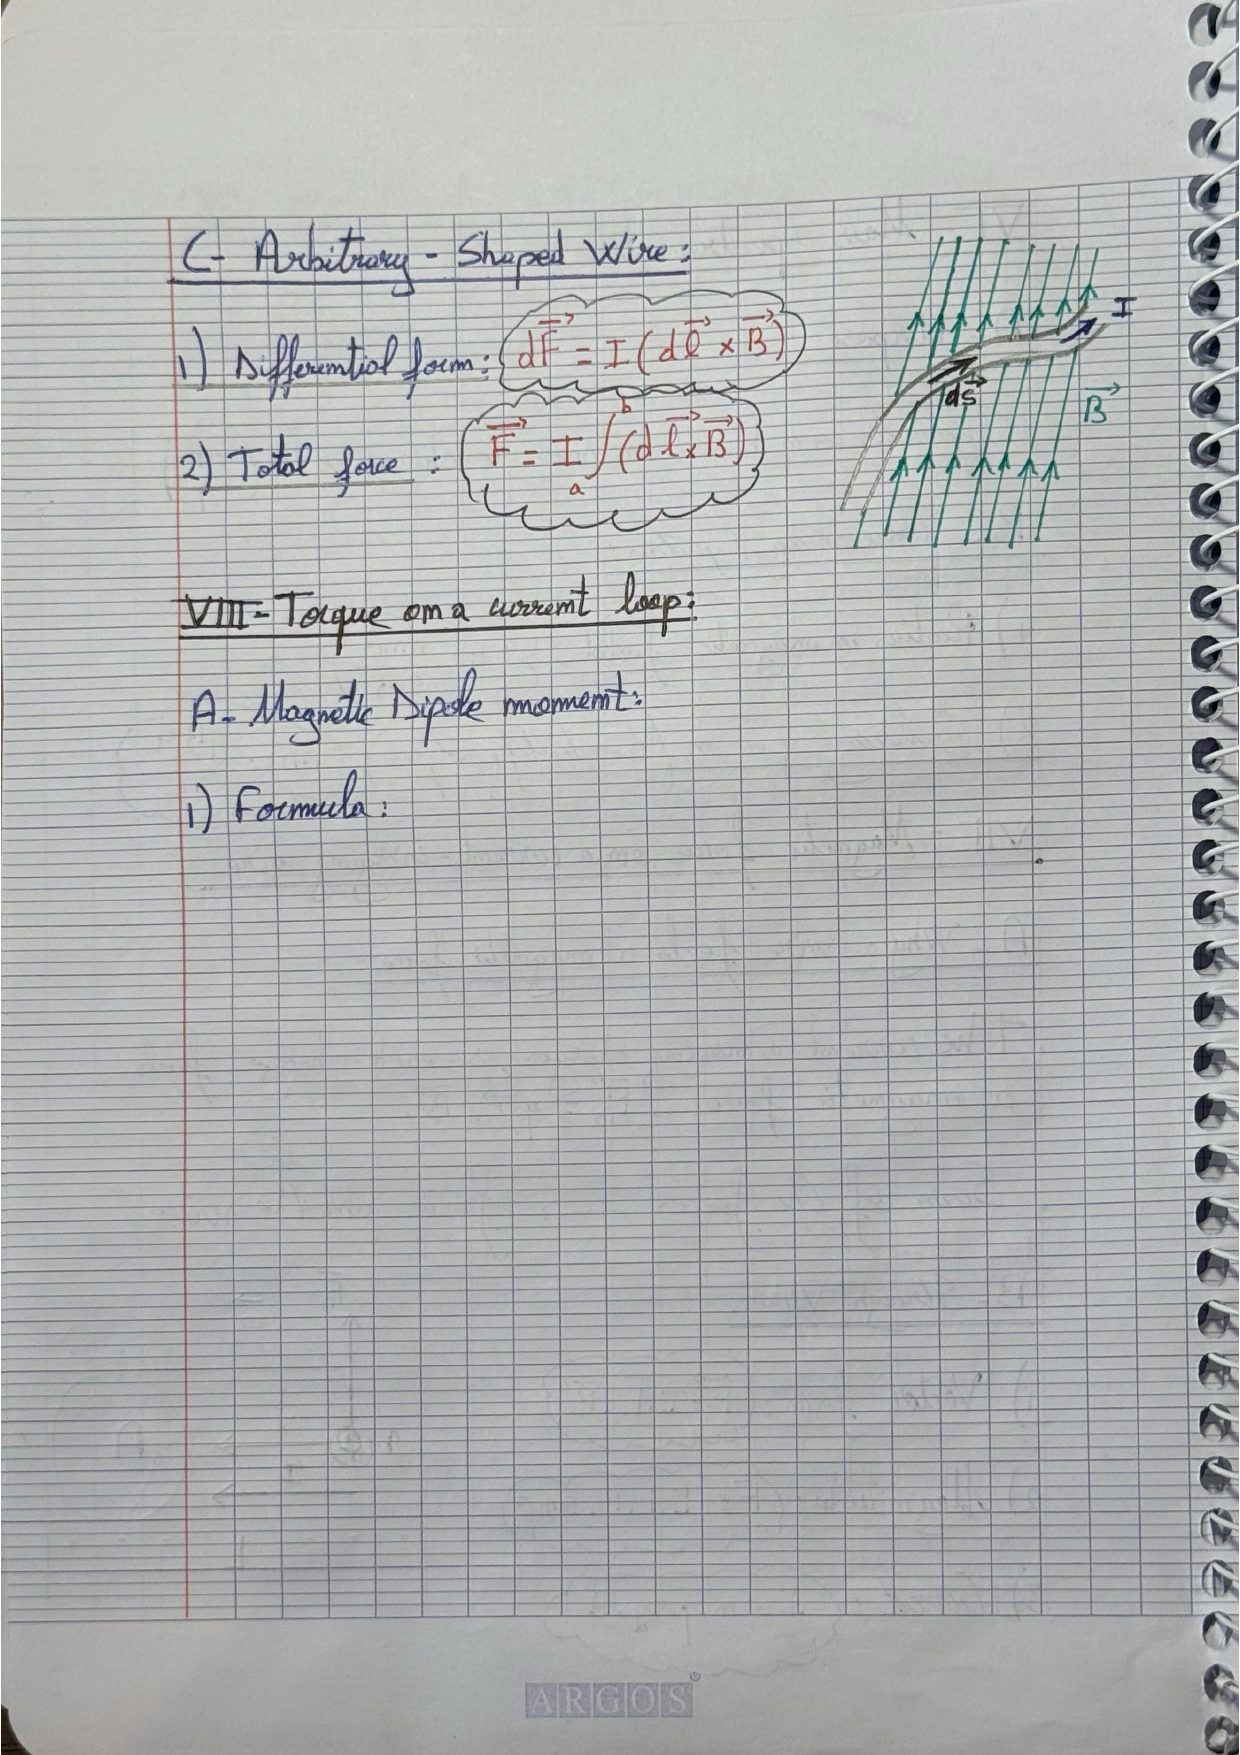 C- Arbitrary - Shaped Wire:
1) Differential form: dF⃗ = I (dl⃗ × B⃗)
2) Total force : F⃗ = I ∫ₐᵇ (dl⃗ × B⃗)
I
ds⃗
B⃗
VIII- Torque on a current loop:
A- Magnetic Dipole moment:
1) Formula:
ARGOS®